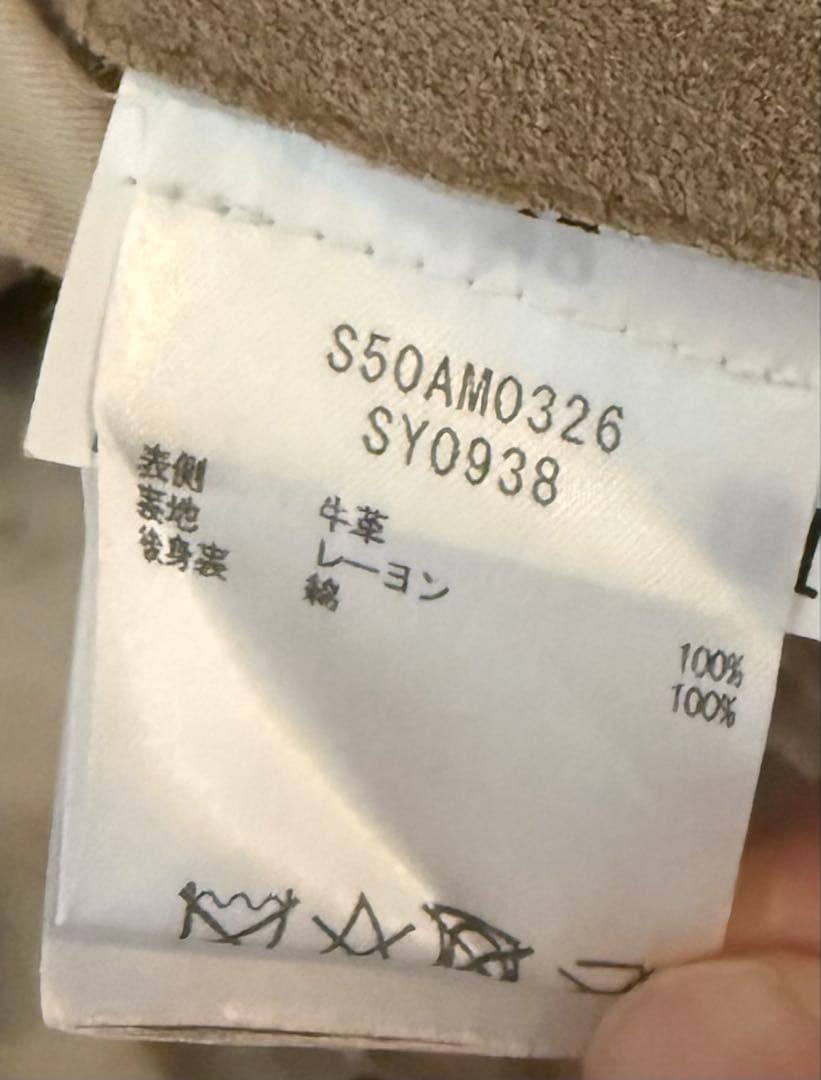 S50AM0326
SY0938
表側 牛革
裏地 レーヨン 100%
後身裏 綿 100%